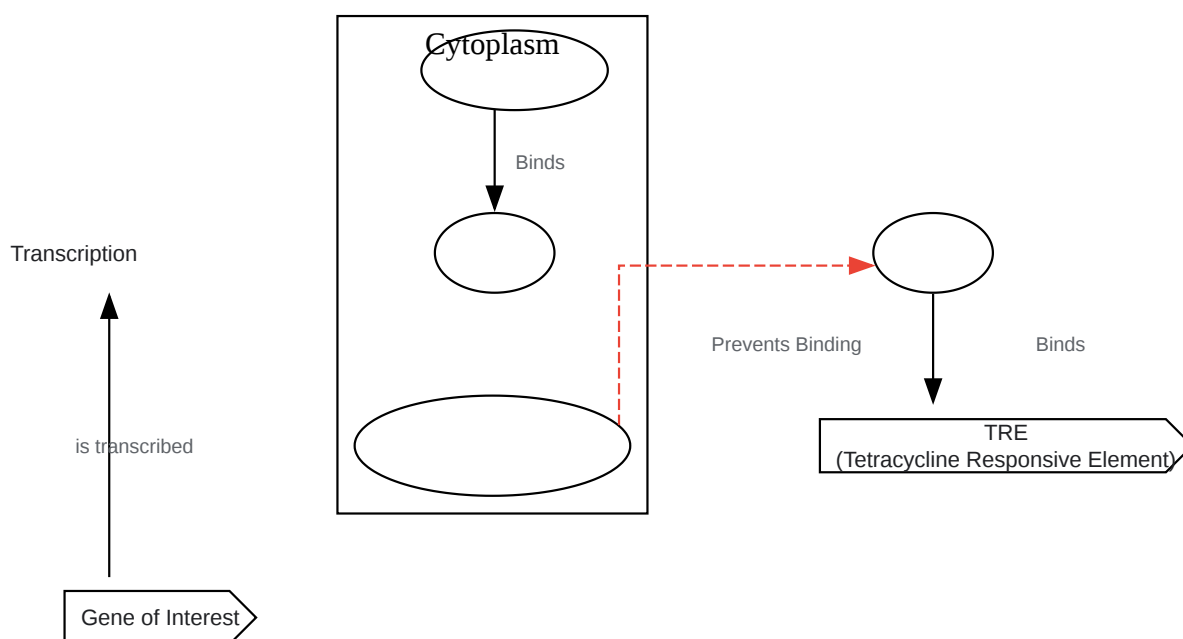 Cytoplasm
Binds
Transcription
Prevents Binding
Binds
TRE
(Tetracycline Responsive Element)
is transcribed
Gene of Interest